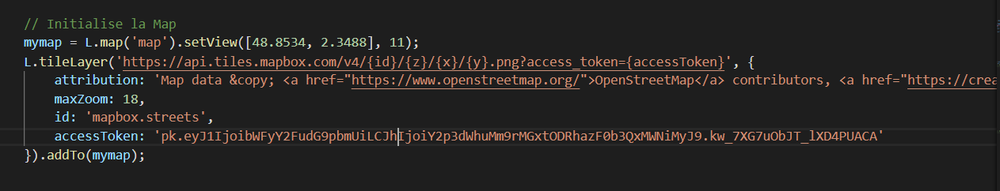 // Initialise la Map
mymap = L.map('map').setView([48.8534, 2.3488], 11);
L.tileLayer('https://api.tiles.mapbox.com/v4/{id}/{z}/{x}/{y}.png?access_token={accessToken}', {
attribution: 'Map data &copy; <a href="https://www.openstreetmap.org/">OpenStreetMap</a> contributors, <a href="https://crea
maxZoom: 18,
id: 'mapbox.streets',
accessToken: 'pk.eyJ1IjoibWFyY2FudG9pbmUiLCJhIjoiY2p3dWhuMm9rMGxtODRhazF0b3QxMWNiMyJ9.kw_7XG7uObJT_lXD4PUACA'
}).addTo(mymap);